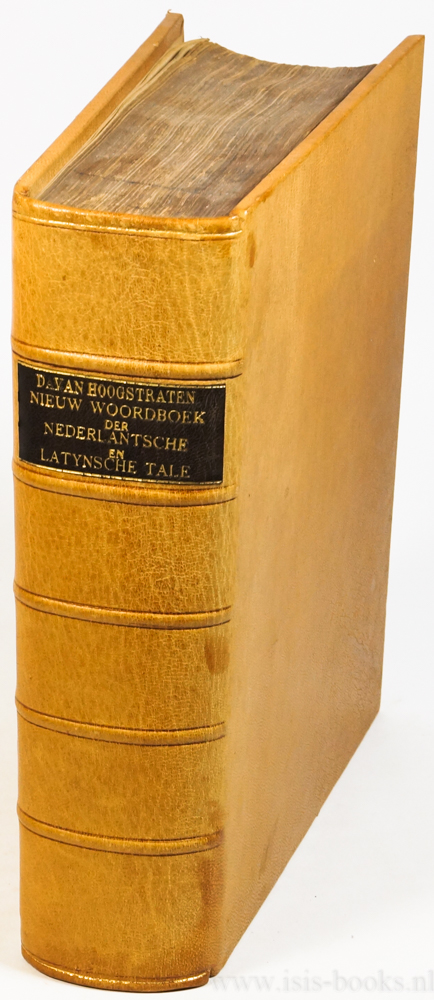 D. VAN HOOGSTRATEN
NIEUW WOORDBOEK
DER
NEDERLANTSCHE
EN
LATYNSCHE TALE
www.isis-books.nl